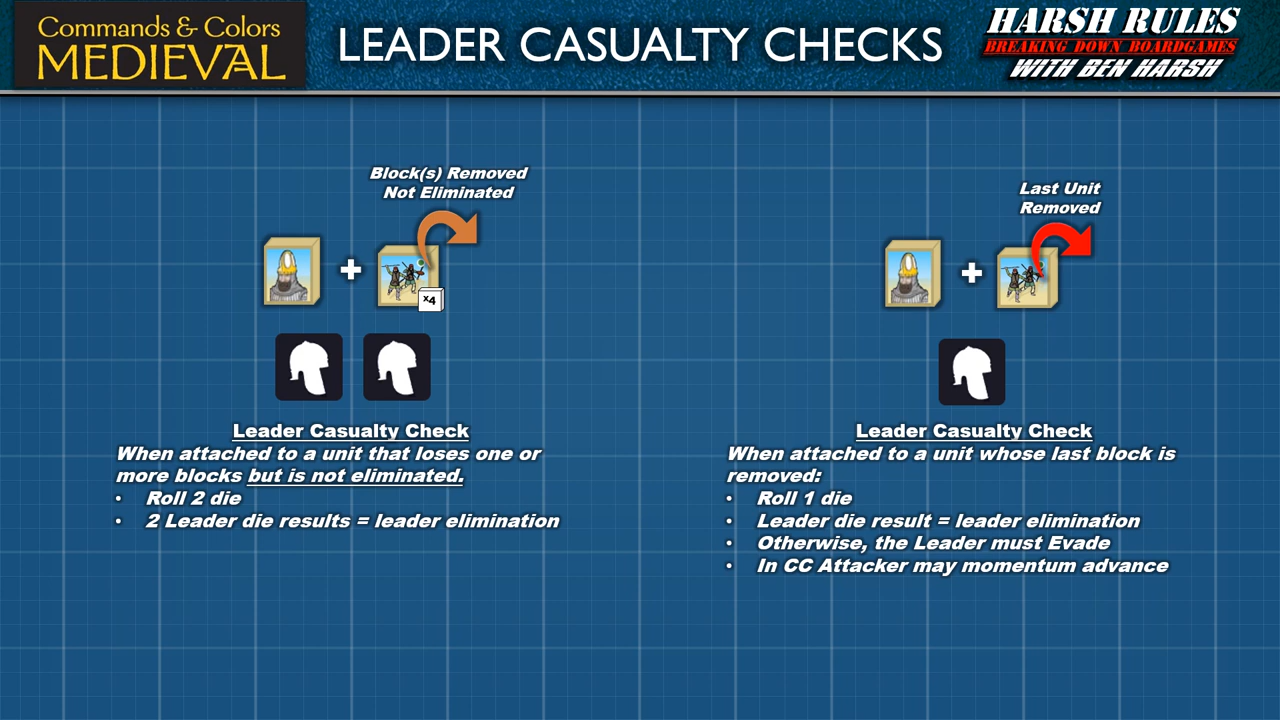 Commands & Colors
MEDIEVAL
LEADER CASUALTY CHECKS
HARSH RULES
BREAKING DOWN BOARDGAMES
WITH BEN HARSH
Block(s) Removed
Not Eliminated
+
x4
Leader Casualty Check
When attached to a unit that loses one or
more blocks but is not eliminated.
• Roll 2 die
• 2 Leader die results = leader elimination
Last Unit
Removed
+
Leader Casualty Check
When attached to a unit whose last block is
removed:
• Roll 1 die
• Leader die result = leader elimination
• Otherwise, the Leader must Evade
• In CC Attacker may momentum advance